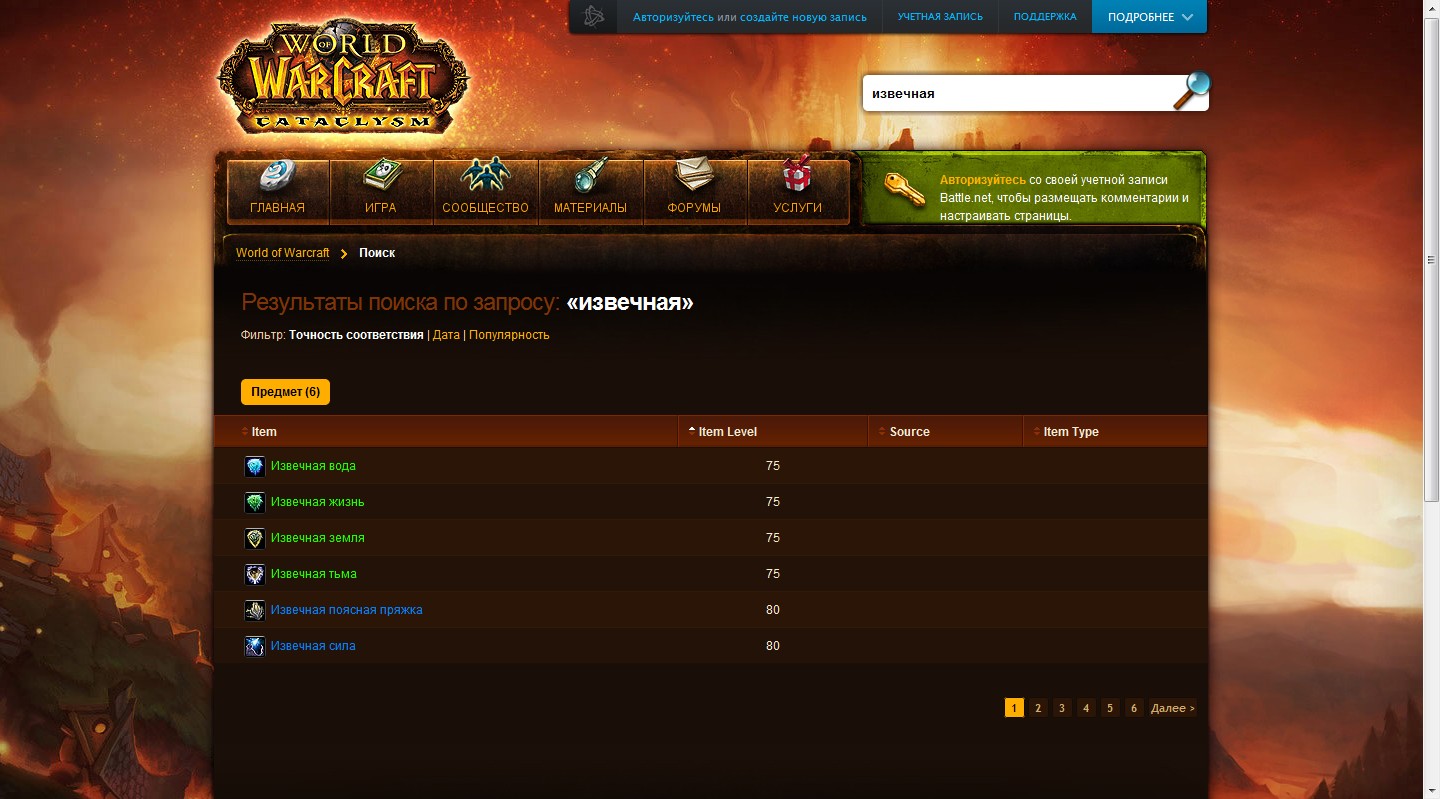 Авторизуйтесь или создайте новую запись
УЧЕТНАЯ ЗАПИСЬ
ПОДДЕРЖКА
ПОДРОБНЕЕ
WORLD OF WARCRAFT CATACLYSM
извечная
ГЛАВНАЯ
ИГРА
СООБЩЕСТВО
МАТЕРИАЛЫ
ФОРУМЫ
УСЛУГИ
Авторизуйтесь со своей учетной записи
Battle.net, чтобы размещать комментарии и
настраивать страницы.
World of Warcraft Поиск
Результаты поиска по запросу: «извечная»
Фильтр: Точность соответствия | Дата | Популярность
Предмет (6)
Item Item Level Source Item Type
Извечная вода 75
Извечная жизнь 75
Извечная земля 75
Извечная тьма 75
Извечная поясная пряжка 80
Извечная сила 80
1 2 3 4 5 6 Далее >